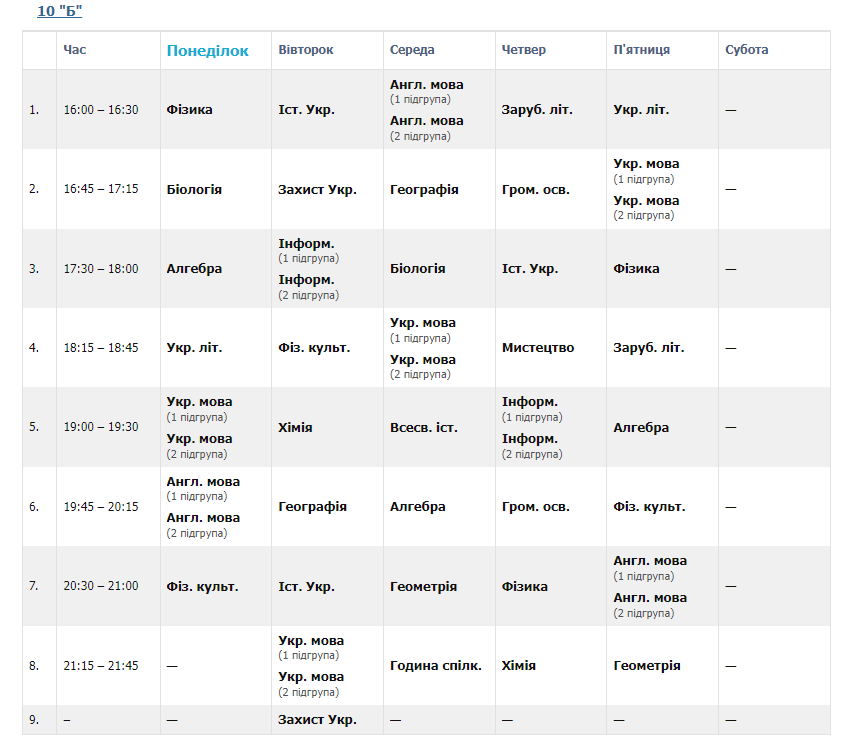 10 "Б"
Час Понеділок Вівторок Середа Четвер П'ятниця Субота
1. 16:00 – 16:30 Фізика Іст. Укр. Англ. мова (1 підгрупа) Англ. мова (2 підгрупа) Заруб. літ. Укр. літ. —
2. 16:45 – 17:15 Біологія Захист Укр. Географія Гром. осв. Укр. мова (1 підгрупа) Укр. мова (2 підгрупа) —
3. 17:30 – 18:00 Алгебра Інформ. (1 підгрупа) Інформ. (2 підгрупа) Біологія Іст. Укр. Фізика —
4. 18:15 – 18:45 Укр. літ. Фіз. культ. Укр. мова (1 підгрупа) Укр. мова (2 підгрупа) Мистецтво Заруб. літ. —
5. 19:00 – 19:30 Укр. мова (1 підгрупа) Укр. мова (2 підгрупа) Хімія Всесв. іст. Інформ. (1 підгрупа) Інформ. (2 підгрупа) Алгебра —
6. 19:45 – 20:15 Англ. мова (1 підгрупа) Англ. мова (2 підгрупа) Географія Алгебра Гром. осв. Фіз. культ. —
7. 20:30 – 21:00 Фіз. культ. Іст. Укр. Геометрія Фізика Англ. мова (1 підгрупа) Англ. мова (2 підгрупа) —
8. 21:15 – 21:45 — Укр. мова (1 підгрупа) Укр. мова (2 підгрупа) Година спілк. Хімія Геометрія —
9. – — Захист Укр. — — — —